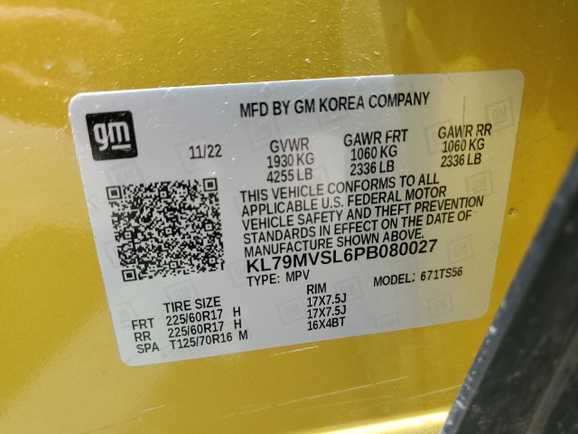 gm
MFD BY GM KOREA COMPANY
11/22
GVWR GAWR FRT GAWR RR
1930 KG 1060 KG 1060 KG
4255 LB 2336 LB 2336 LB
THIS VEHICLE CONFORMS TO ALL
APPLICABLE U.S. FEDERAL MOTOR
VEHICLE SAFETY AND THEFT PREVENTION
STANDARDS IN EFFECT ON THE DATE OF
MANUFACTURE SHOWN ABOVE.
KL79MVSL6PB080027
TYPE: MPV MODEL: 671TS56
TIRE SIZE RIM
FRT 225/60R17 H 17X7.5J
RR 225/60R17 H 17X7.5J
SPA T125/70R16 M 16X4BT